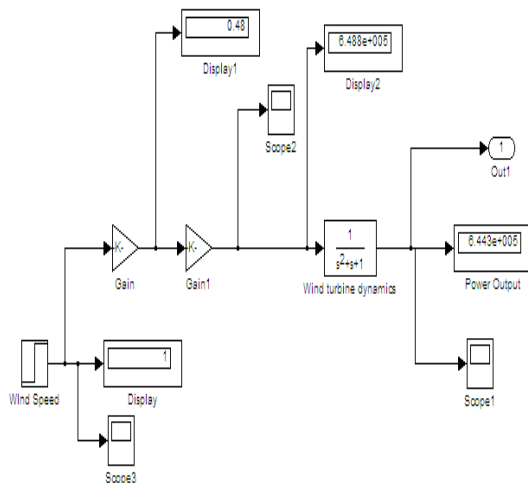 0.48
Display1
6.488e+005
Display2
Scope2
1
Out1
K-
Gain
K-
Gain1
1
s²+s+1
Wind turbine dynamics
6.443e+005
Power Output
WInd Speed
1
Display
Scope3
Scope1